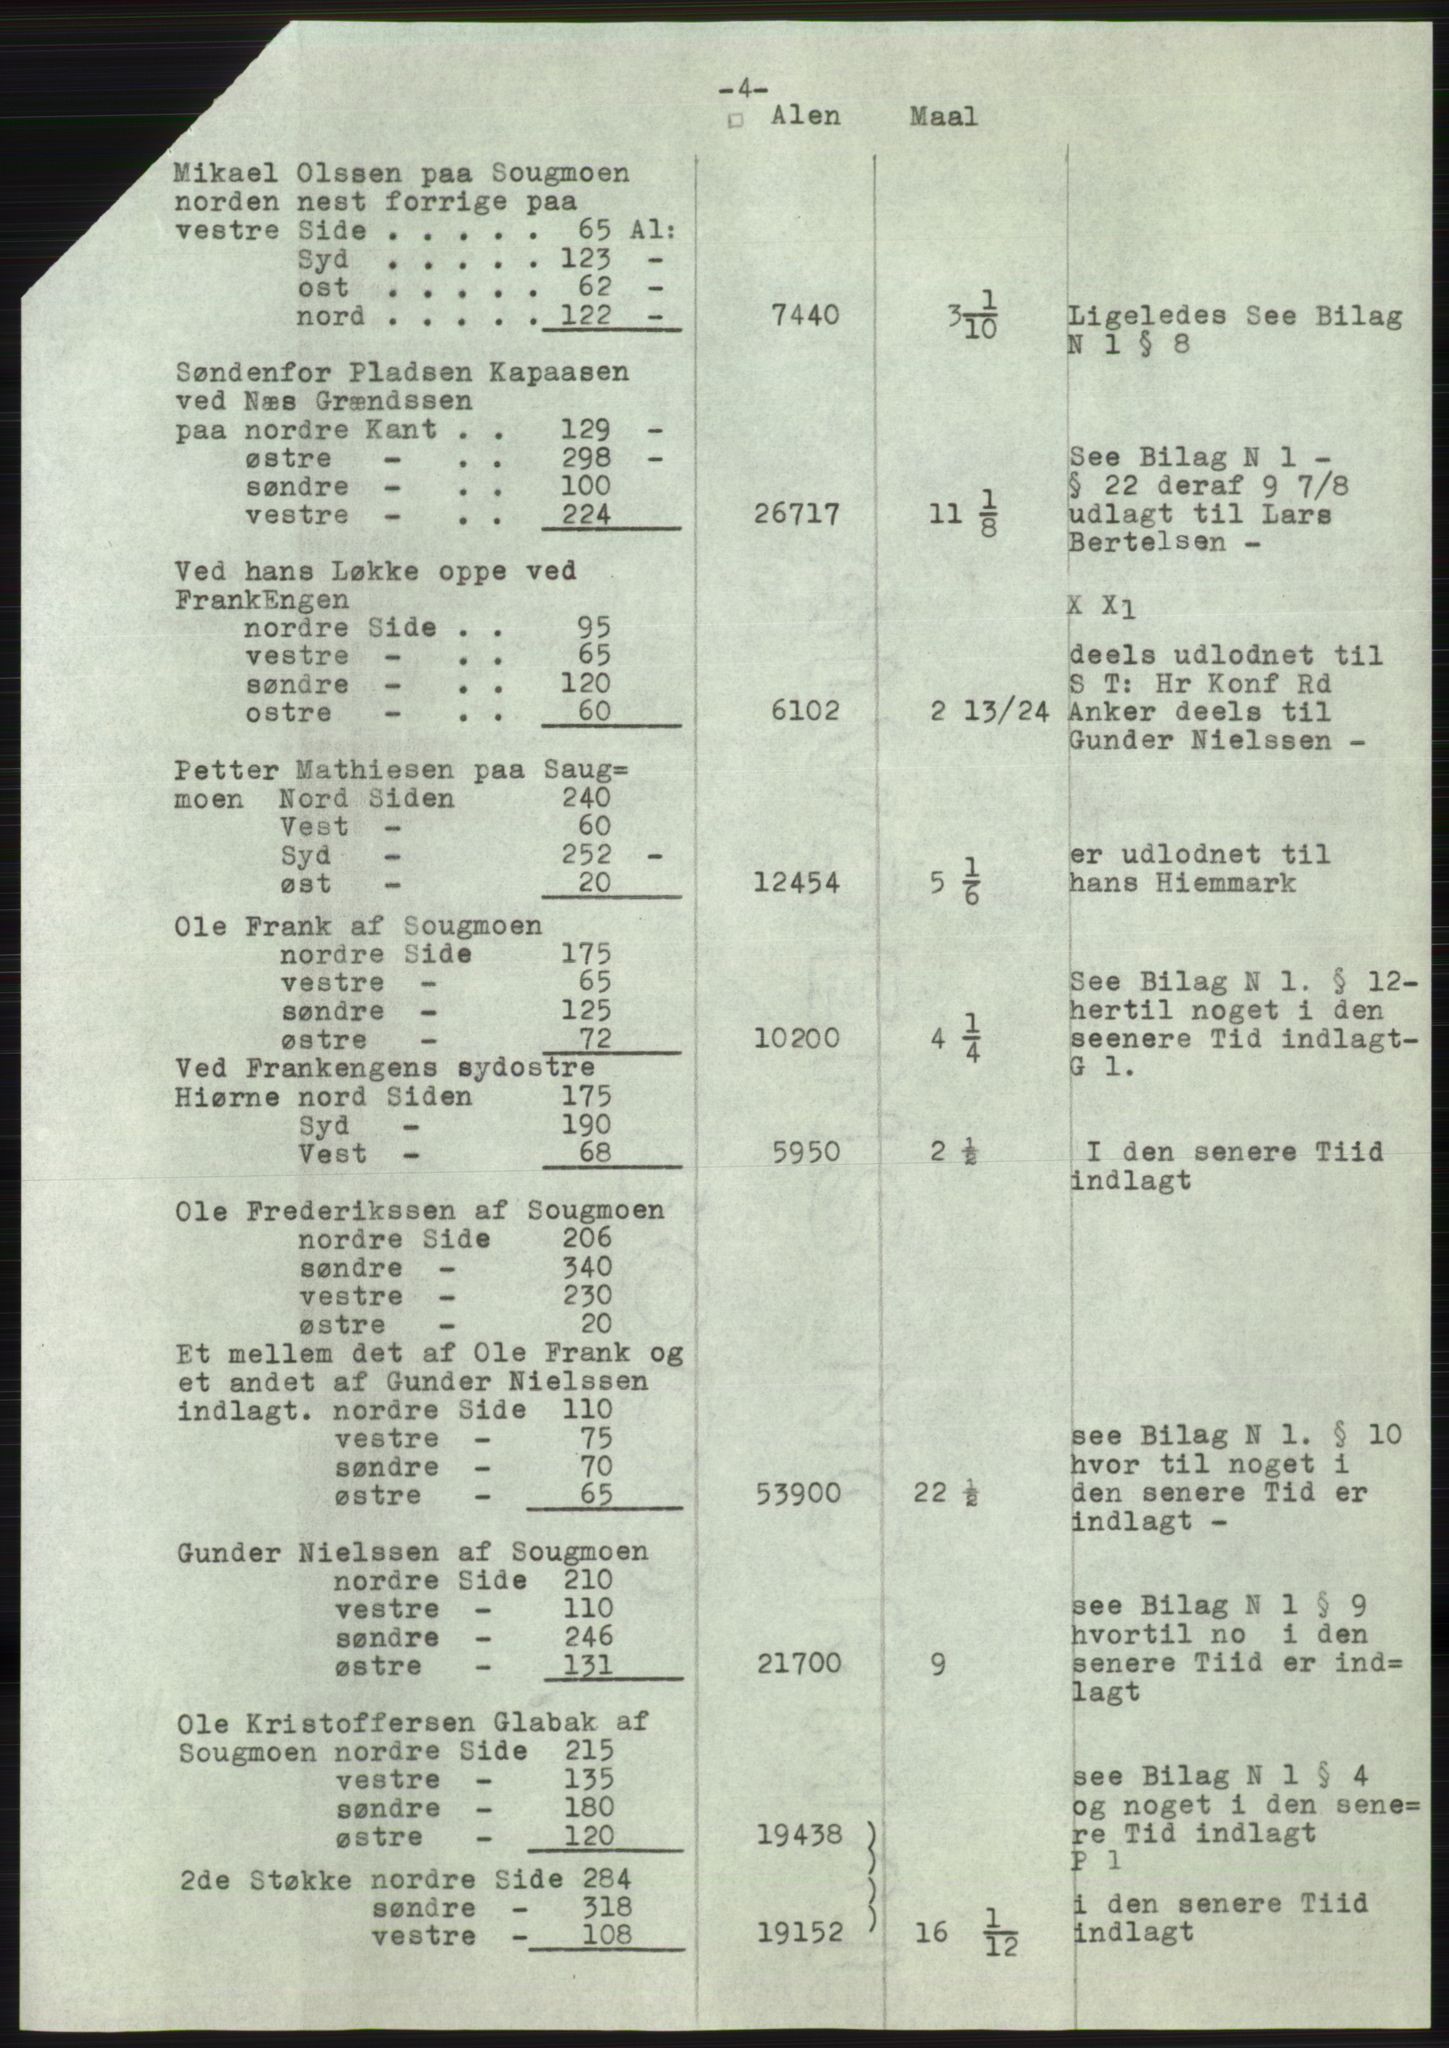 -4-
□ Alen Maal
Mikael Olssen paa Sougmoen
norden nest forrige paa
vestre Side . . . . . 65 Al:
Syd . . . . . 123 -
ost . . . . . 62 -
nord . . . . . 122 - 7440 3 1/10 Ligeledes See Bilag
N 1 § 8
Søndenfor Pladsen Kapaasen
ved Næs Grændssen
paa nordre Kant . . 129 -
østre - . . 298 - See Bilag N 1 -
søndre - . . 100 § 22 deraf 9 7/8
vestre - . . 224 26717 11 1/8 udlagt til Lars
Bertelsen -
Ved hans Løkke oppe ved
FrankEngen X X1
nordre Side . . 95
vestre - . . 65 deels udlodnet til
søndre - . . 120 S T: Hr Konf Rd
ostre - . . 60 6102 2 13/24 Anker deels til
Gunder Nielssen -
Petter Mathiesen paa Saug=
moen Nord Siden 240
Vest - 60
Syd - 252 - er udlodnet til
øst - 20 12454 5 1/6 hans Hiemmark
Ole Frank af Sougmoen
nordre Side 175
vestre - 65 See Bilag N 1. § 12-
søndre - 125 hertil noget i den
østre - 72 10200 4 1/4 seenere Tid indlagt-
Ved Frankengens sydostre G 1.
Hiørne nord Siden 175
Syd - 190
Vest - 68 5950 2 ½ I den senere Tiid
indlagt
Ole Frederikssen af Sougmoen
nordre Side 206
søndre - 340
vestre - 230
østre - 20
Et mellem det af Ole Frank og
et andet af Gunder Nielssen
indlagt. nordre Side 110
vestre - 75 see Bilag N 1. § 10
søndre - 70 hvor til noget i
østre - 65 53900 22 ½ den senere Tid er
indlagt -
Gunder Nielssen af Sougmoen
nordre Side 210
vestre - 110 see Bilag N 1 § 9
søndre - 246 hvortil no i den
østre - 131 21700 9 senere Tiid er ind=
lagt
Ole Kristoffersen Glabak af
Sougmoen nordre Side 215
vestre - 135 see Bilag N 1 § 4
søndre - 180 og noget i den sene=
østre - 120 19438 ) re Tid indlagt
) P 1
2de Støkke nordre Side 284 )
søndre - 318 ) i den senere Tiid
vestre - 108 19152 16 1/12 indlagt